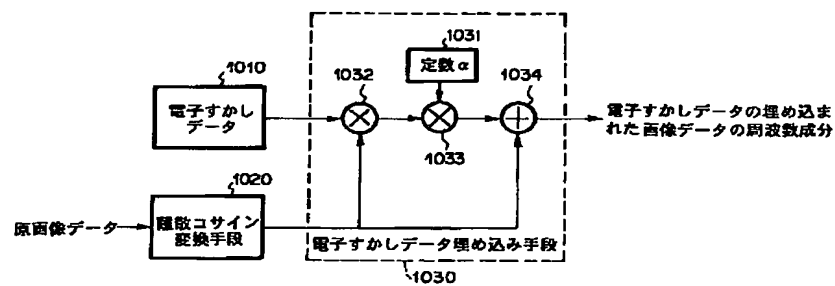 1031
定数α
1010
1032
1034
電子すかし
データ
1033
電子すかしデータの埋め込ま
れた画像データの周波数成分
1020
原画像データ
離散コサイン
変換手段
電子すかしデータ埋め込み手段
1030